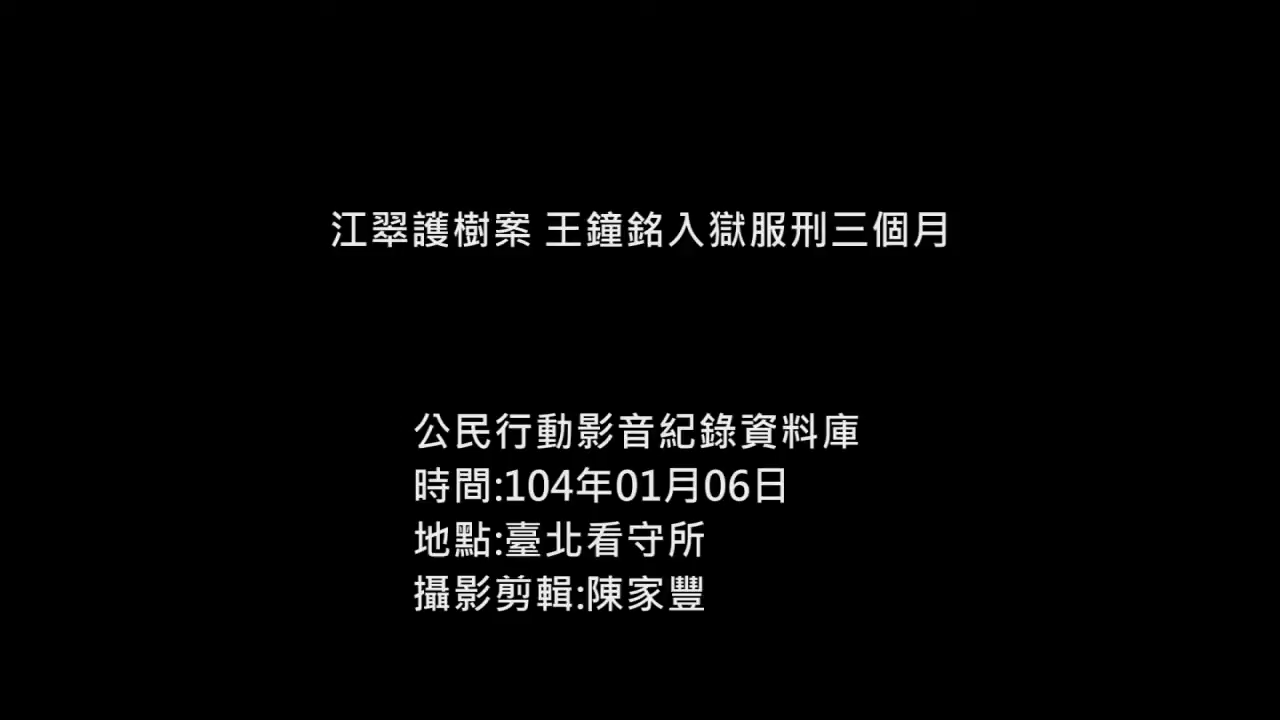 江翠護樹案 王鐘銘入獄服刑三個月
公民行動影音紀錄資料庫
時間:104年01月06日
地點:臺北看守所
攝影剪輯:陳家豐